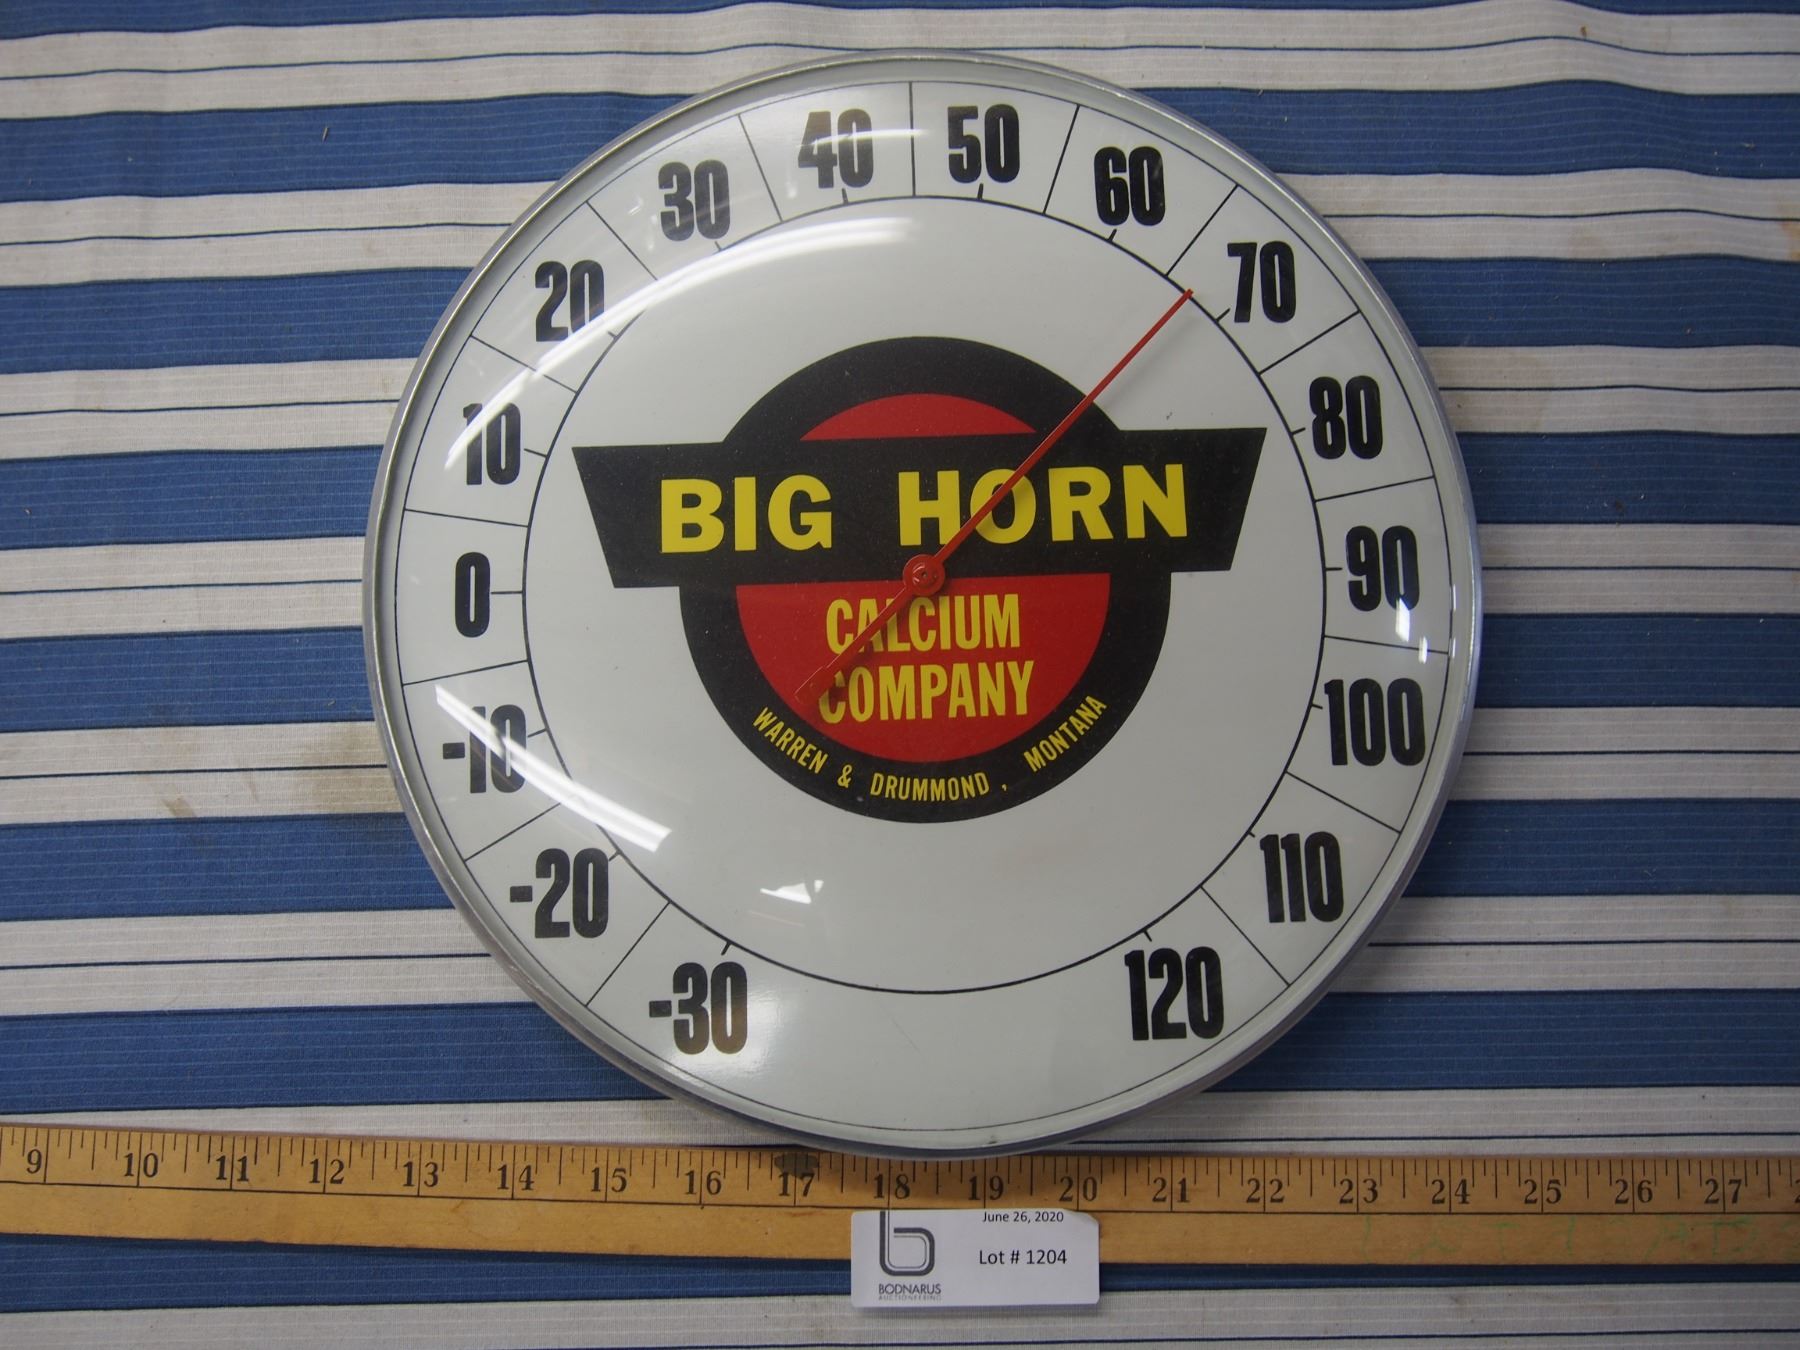 -30
-20
-10
0
10
20
30
40
50
60
70
80
90
100
110
120
BIG HORN
CALCIUM
COMPANY
WARREN & DRUMMOND, MONTANA
9 10 11 12 13 14 15 16 17 18 19 20 21 22 23 24 25 26 27
June 26, 2020
Lot # 1204
b
BODNARUS
AUCTIONEERING